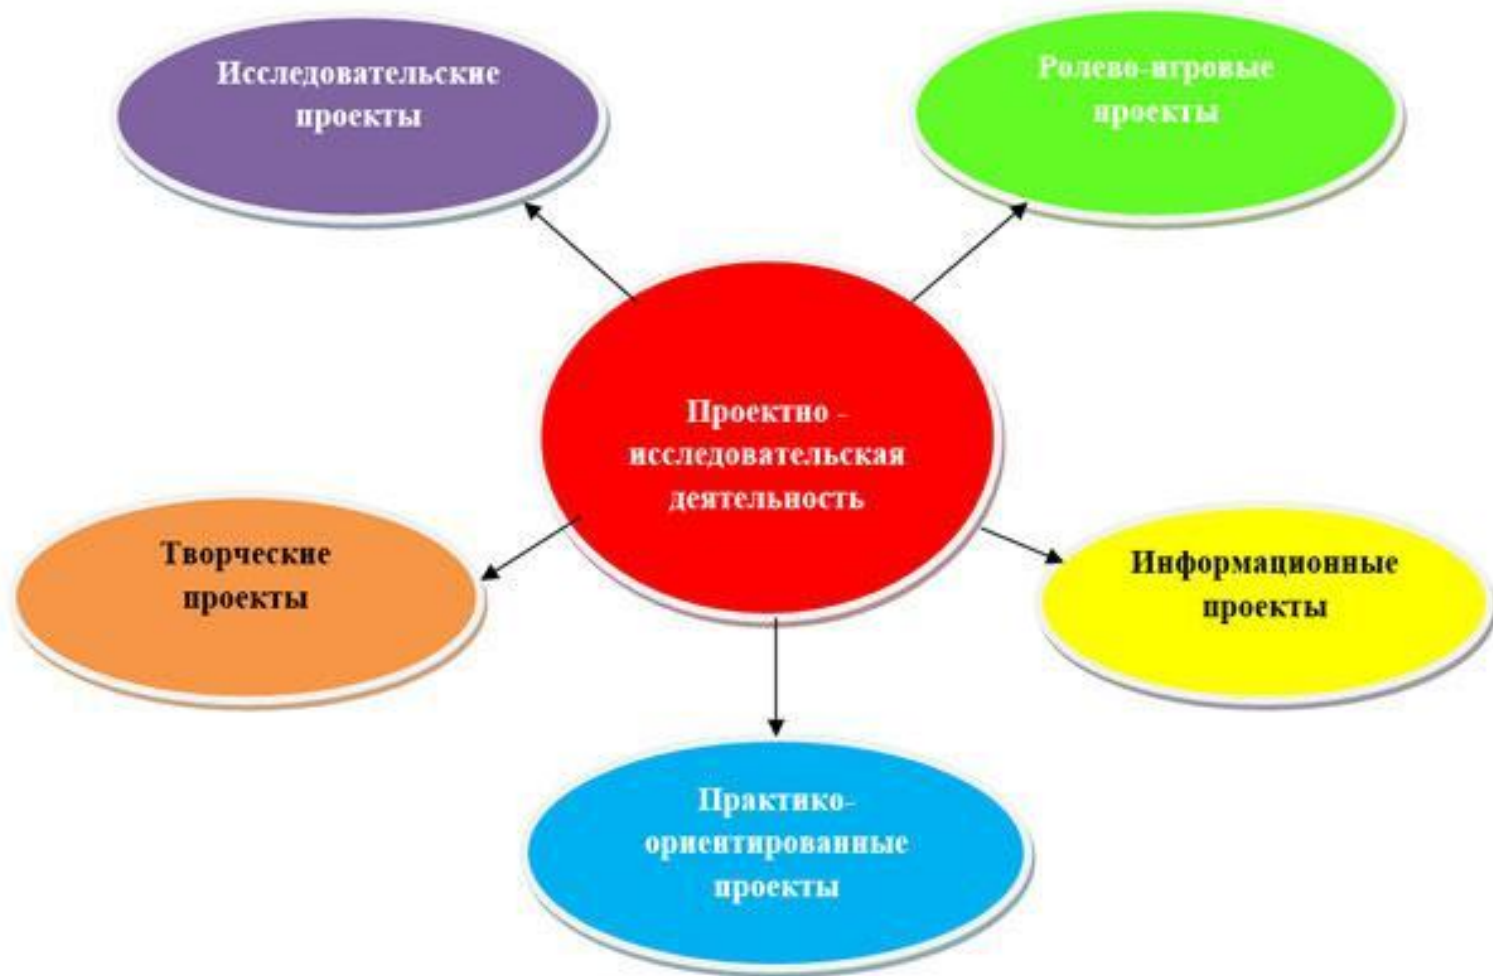 Исследовательские
проекты
Ролево-игровые
проекты
Проектно -
исследовательская
деятельность
Творческие
проекты
Информационные
проекты
Практико-
ориентированные
проекты